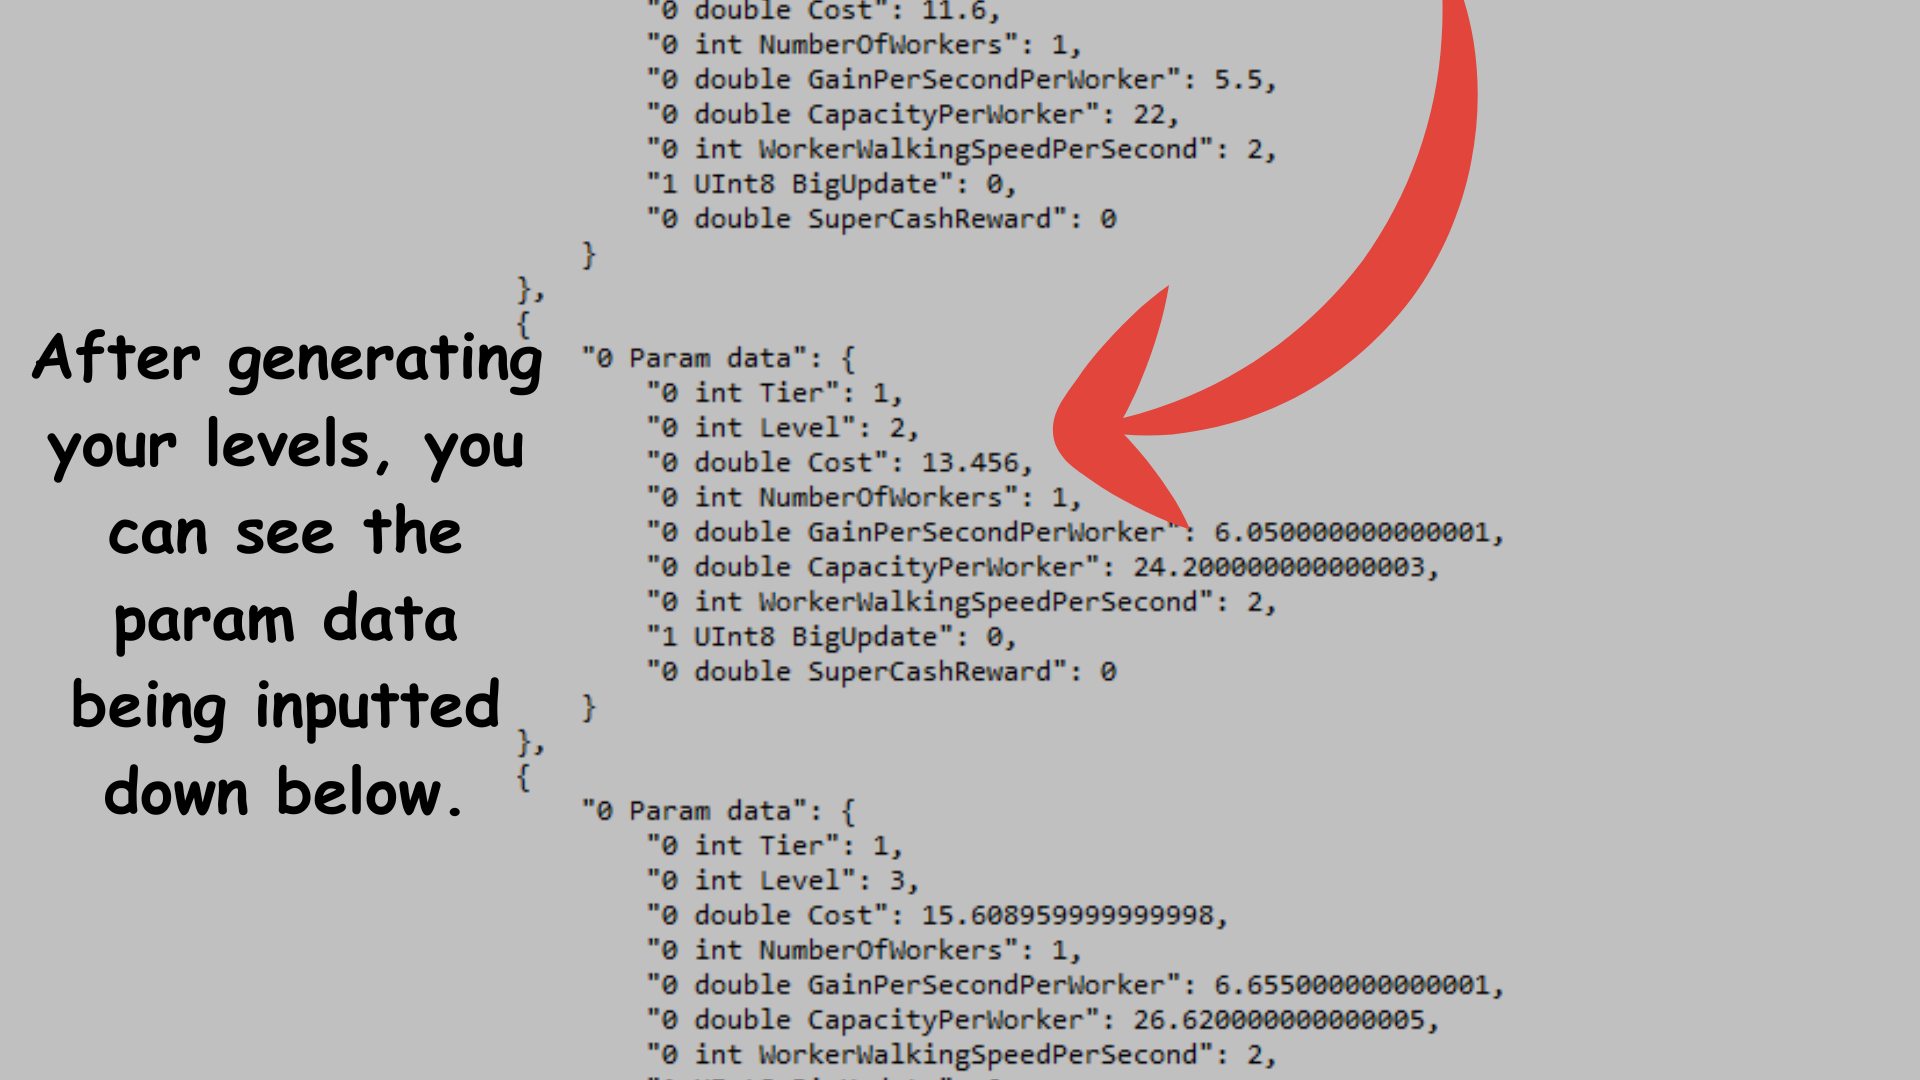 "0 double Cost": 11.6,
"0 int NumberOfWorkers": 1,
"0 double GainPerSecondPerWorker": 5.5,
"0 double CapacityPerWorker": 22,
"0 int WorkerWalkingSpeedPerSecond": 2,
"1 UInt8 BigUpdate": 0,
"0 double SuperCashReward": 0
}
},
{
"0 Param data": {
"0 int Tier": 1,
"0 int Level": 2,
"0 double Cost": 13.456,
"0 int NumberOfWorkers": 1,
"0 double GainPerSecondPerWorker": 6.050000000000001,
"0 double CapacityPerWorker": 24.200000000000003,
"0 int WorkerWalkingSpeedPerSecond": 2,
"1 UInt8 BigUpdate": 0,
"0 double SuperCashReward": 0
}
},
{
"0 Param data": {
"0 int Tier": 1,
"0 int Level": 3,
"0 double Cost": 15.608959999999998,
"0 int NumberOfWorkers": 1,
"0 double GainPerSecondPerWorker": 6.655000000000001,
"0 double CapacityPerWorker": 26.620000000000005,
"0 int WorkerWalkingSpeedPerSecond": 2,
After generating
your levels, you
can see the
param data
being inputted
down below.